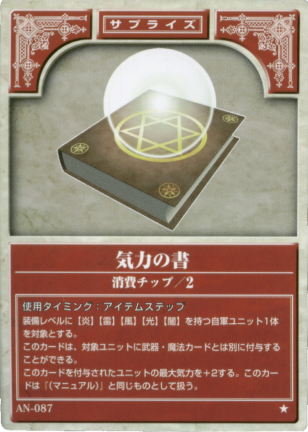 サプライズ
気力の書
消費チップ/2
使用タイミング:アイテムステップ
装備レベルに【炎】【雷】【風】【光】【闇】を持つ自軍ユニット1体
を対象とする。
このカードは、対象ユニットに武器・魔法カードとは別に付与する
ことができる。
このカードを付与されたユニットの最大気力を+2する。このカー
ドは『(マニュアル)』と同じものとして扱う。
AN-087 ★